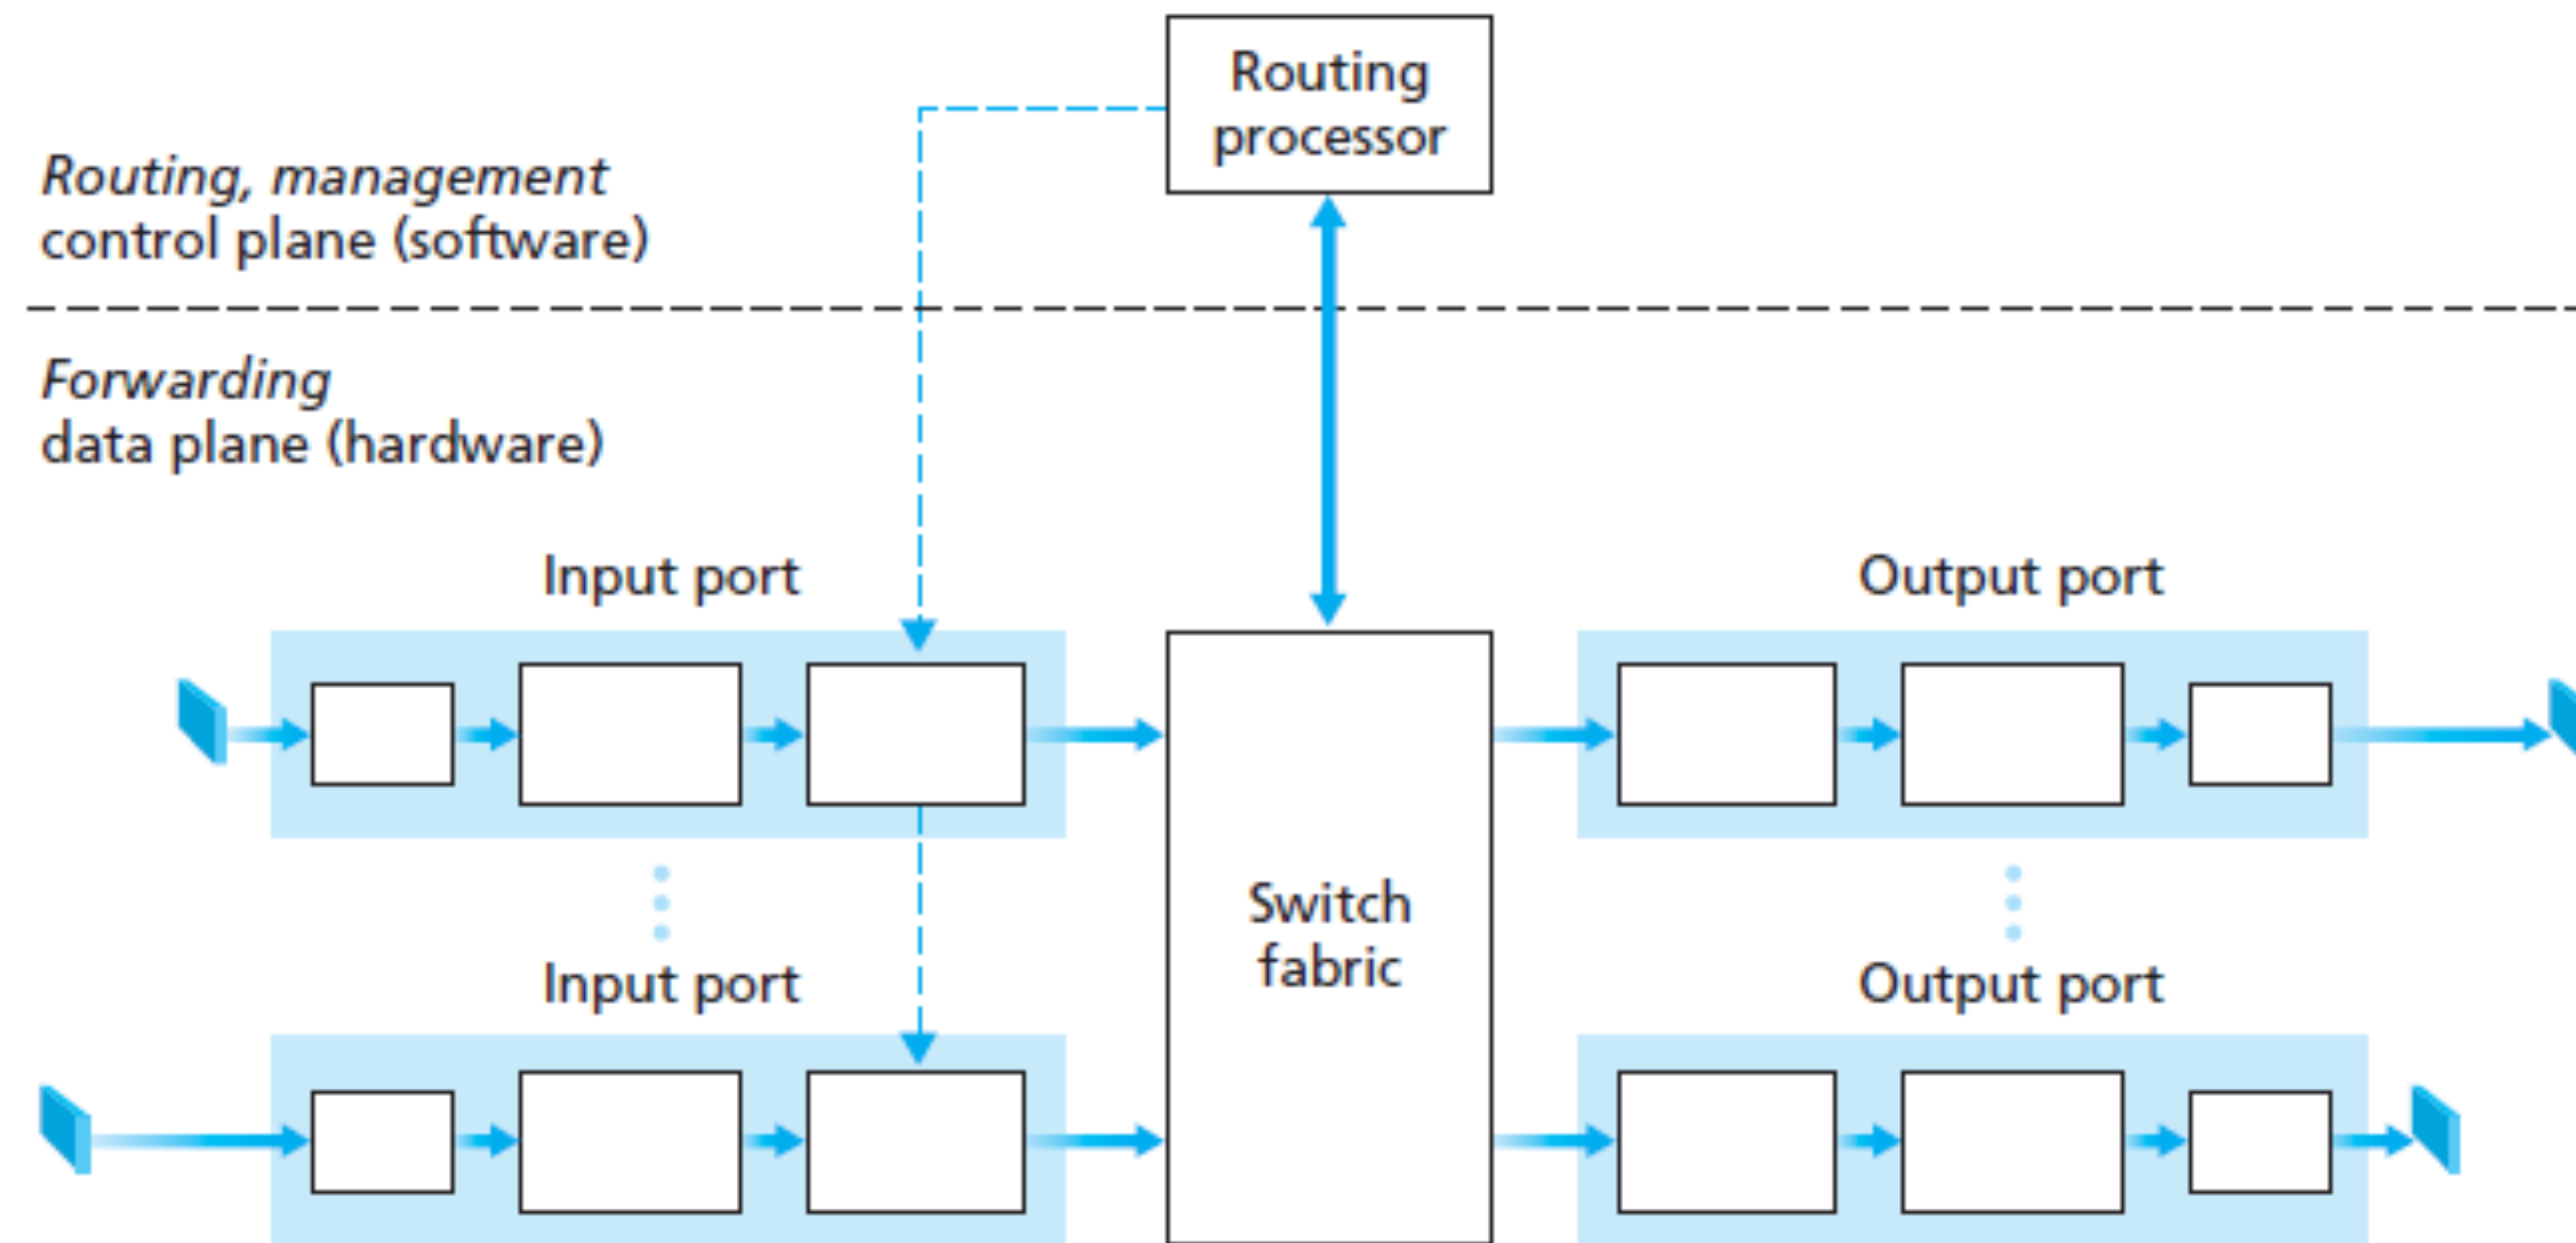 Routing
processor
Routing, management
control plane (software)
Forwarding
data plane (hardware)
Input port
Output port
Switch
fabric
Input port
Output port